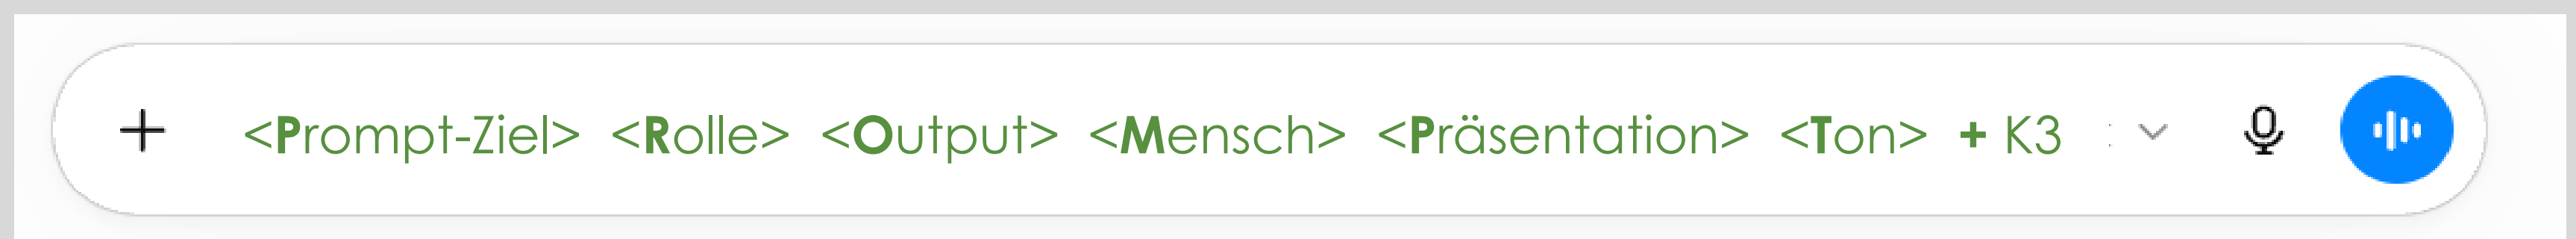 <Prompt-Ziel> <Rolle> <Output> <Mensch> <Präsentation> <Ton> + K3